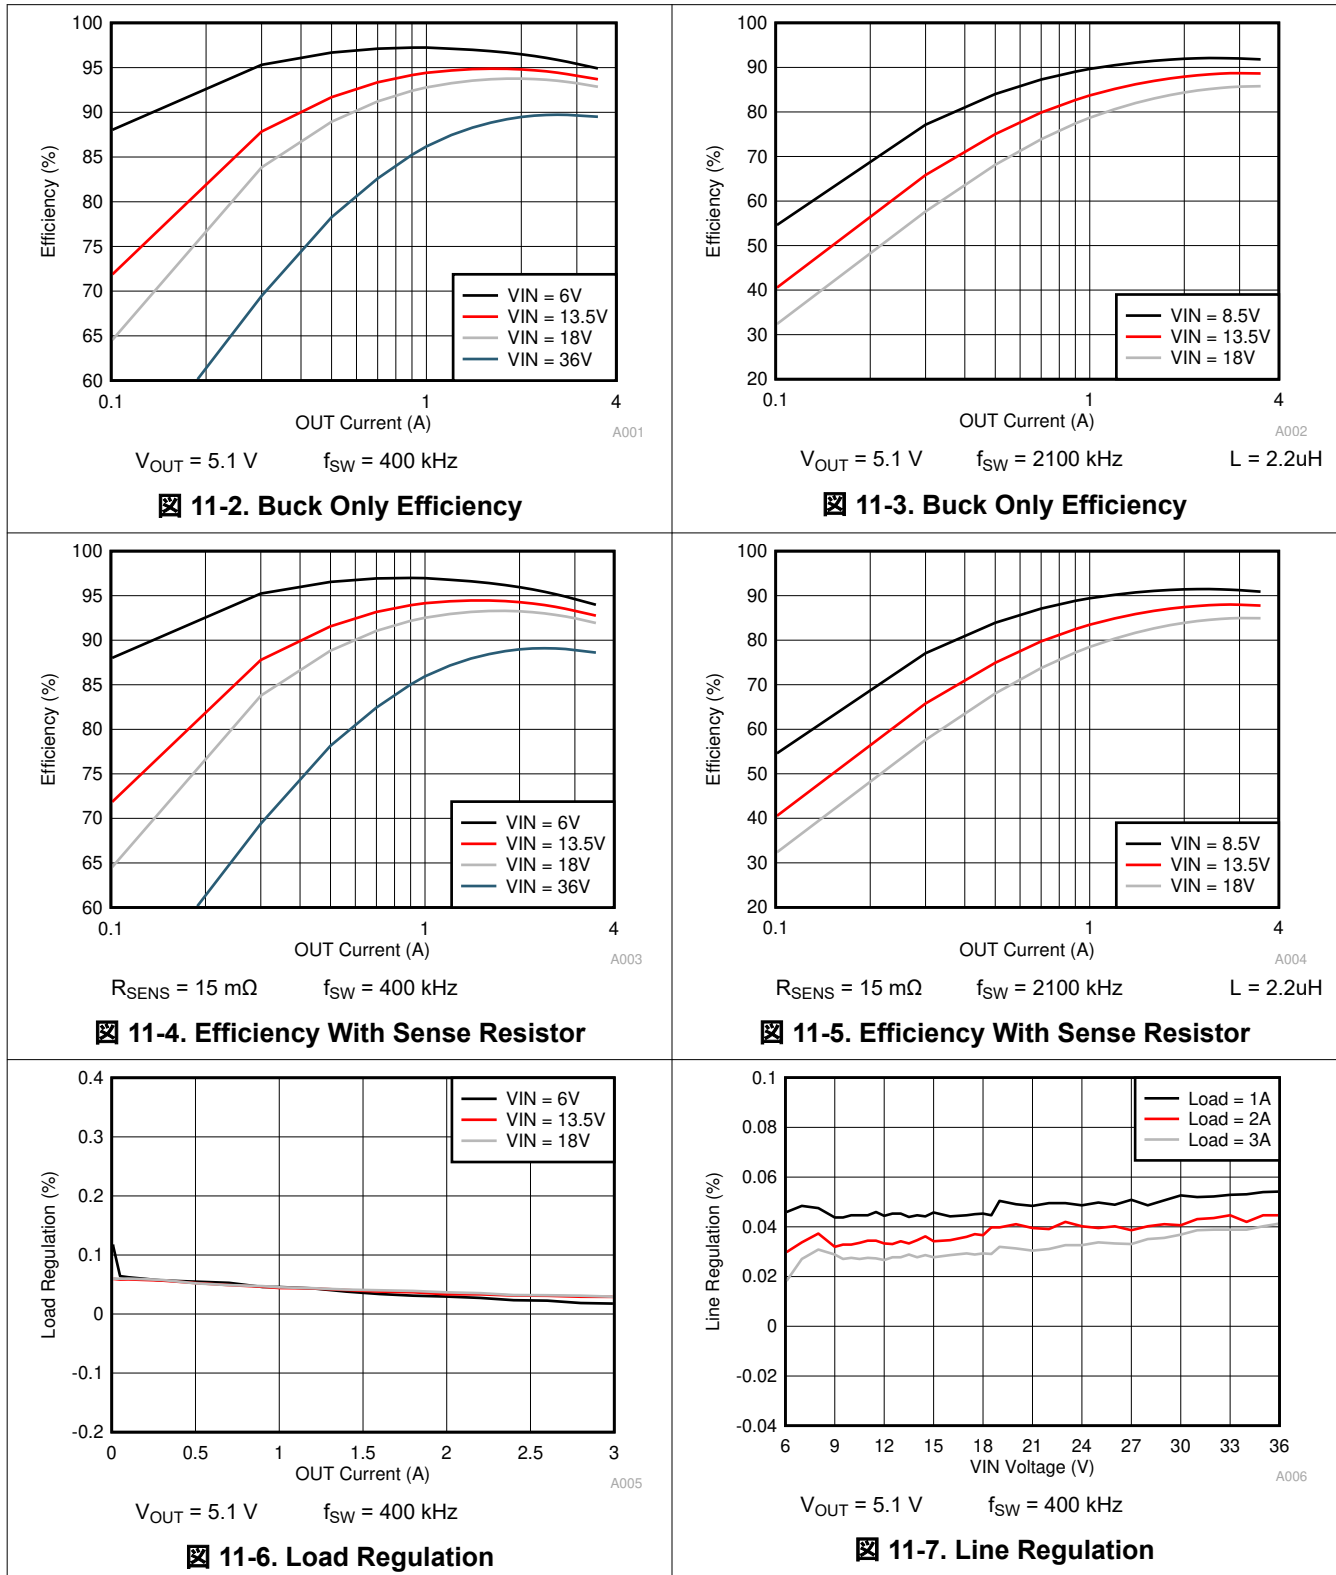 100
95
90
85
80
75
70
65
60
Efficiency (%)
VIN = 6V
VIN = 13.5V
VIN = 18V
VIN = 36V
0.1 1 4
OUT Current (A)
A001
VOUT = 5.1 V fSW = 400 kHz
図 11-2. Buck Only Efficiency
100
90
80
70
60
50
40
30
20
Efficiency (%)
VIN = 8.5V
VIN = 13.5V
VIN = 18V
0.1 1 4
OUT Current (A)
A002
VOUT = 5.1 V fSW = 2100 kHz L = 2.2uH
図 11-3. Buck Only Efficiency
100
95
90
85
80
75
70
65
60
Efficiency (%)
VIN = 6V
VIN = 13.5V
VIN = 18V
VIN = 36V
0.1 1 4
OUT Current (A)
A003
RSENS = 15 mΩ fSW = 400 kHz
図 11-4. Efficiency With Sense Resistor
100
90
80
70
60
50
40
30
20
Efficiency (%)
VIN = 8.5V
VIN = 13.5V
VIN = 18V
0.1 1 4
OUT Current (A)
A004
RSENS = 15 mΩ fSW = 2100 kHz L = 2.2uH
図 11-5. Efficiency With Sense Resistor
0.4
0.3
0.2
0.1
0
-0.1
-0.2
Load Regulation (%)
VIN = 6V
VIN = 13.5V
VIN = 18V
0 0.5 1 1.5 2 2.5 3
OUT Current (A)
A005
VOUT = 5.1 V fSW = 400 kHz
図 11-6. Load Regulation
0.1
0.08
0.06
0.04
0.02
0
-0.02
-0.04
Line Regulation (%)
Load = 1A
Load = 2A
Load = 3A
6 9 12 15 18 21 24 27 30 33 36
VIN Voltage (V)
A006
VOUT = 5.1 V fSW = 400 kHz
図 11-7. Line Regulation